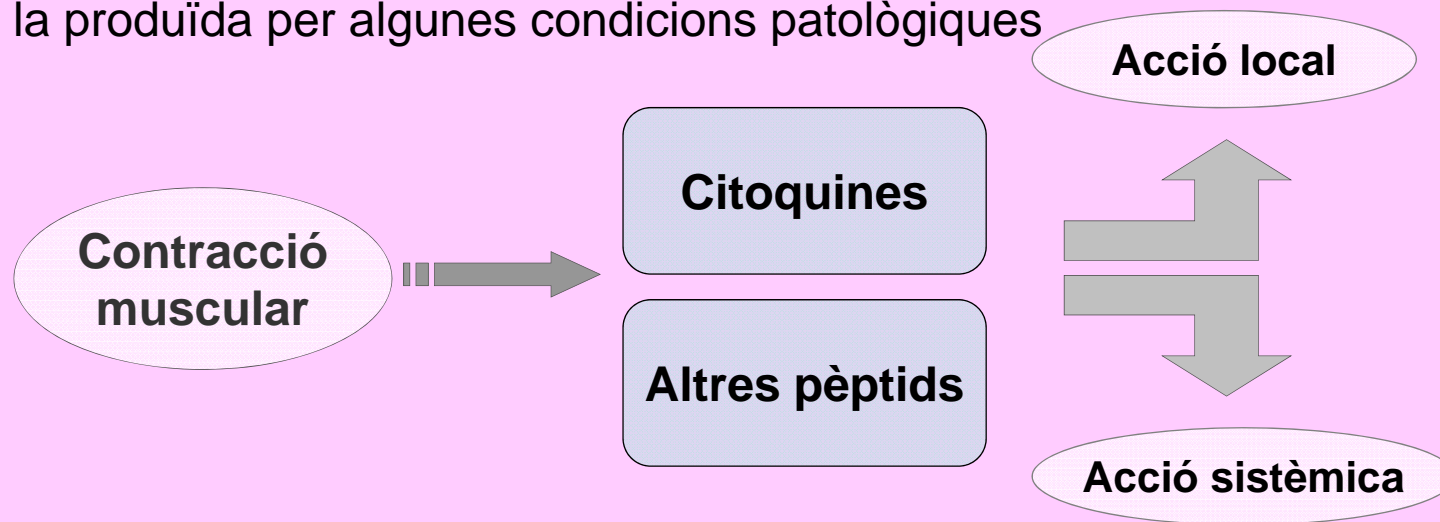 la produïda per algunes condicions patològiques
Acció local
Citoquines
Contracció
muscular
Altres pèptids
Acció sistèmica